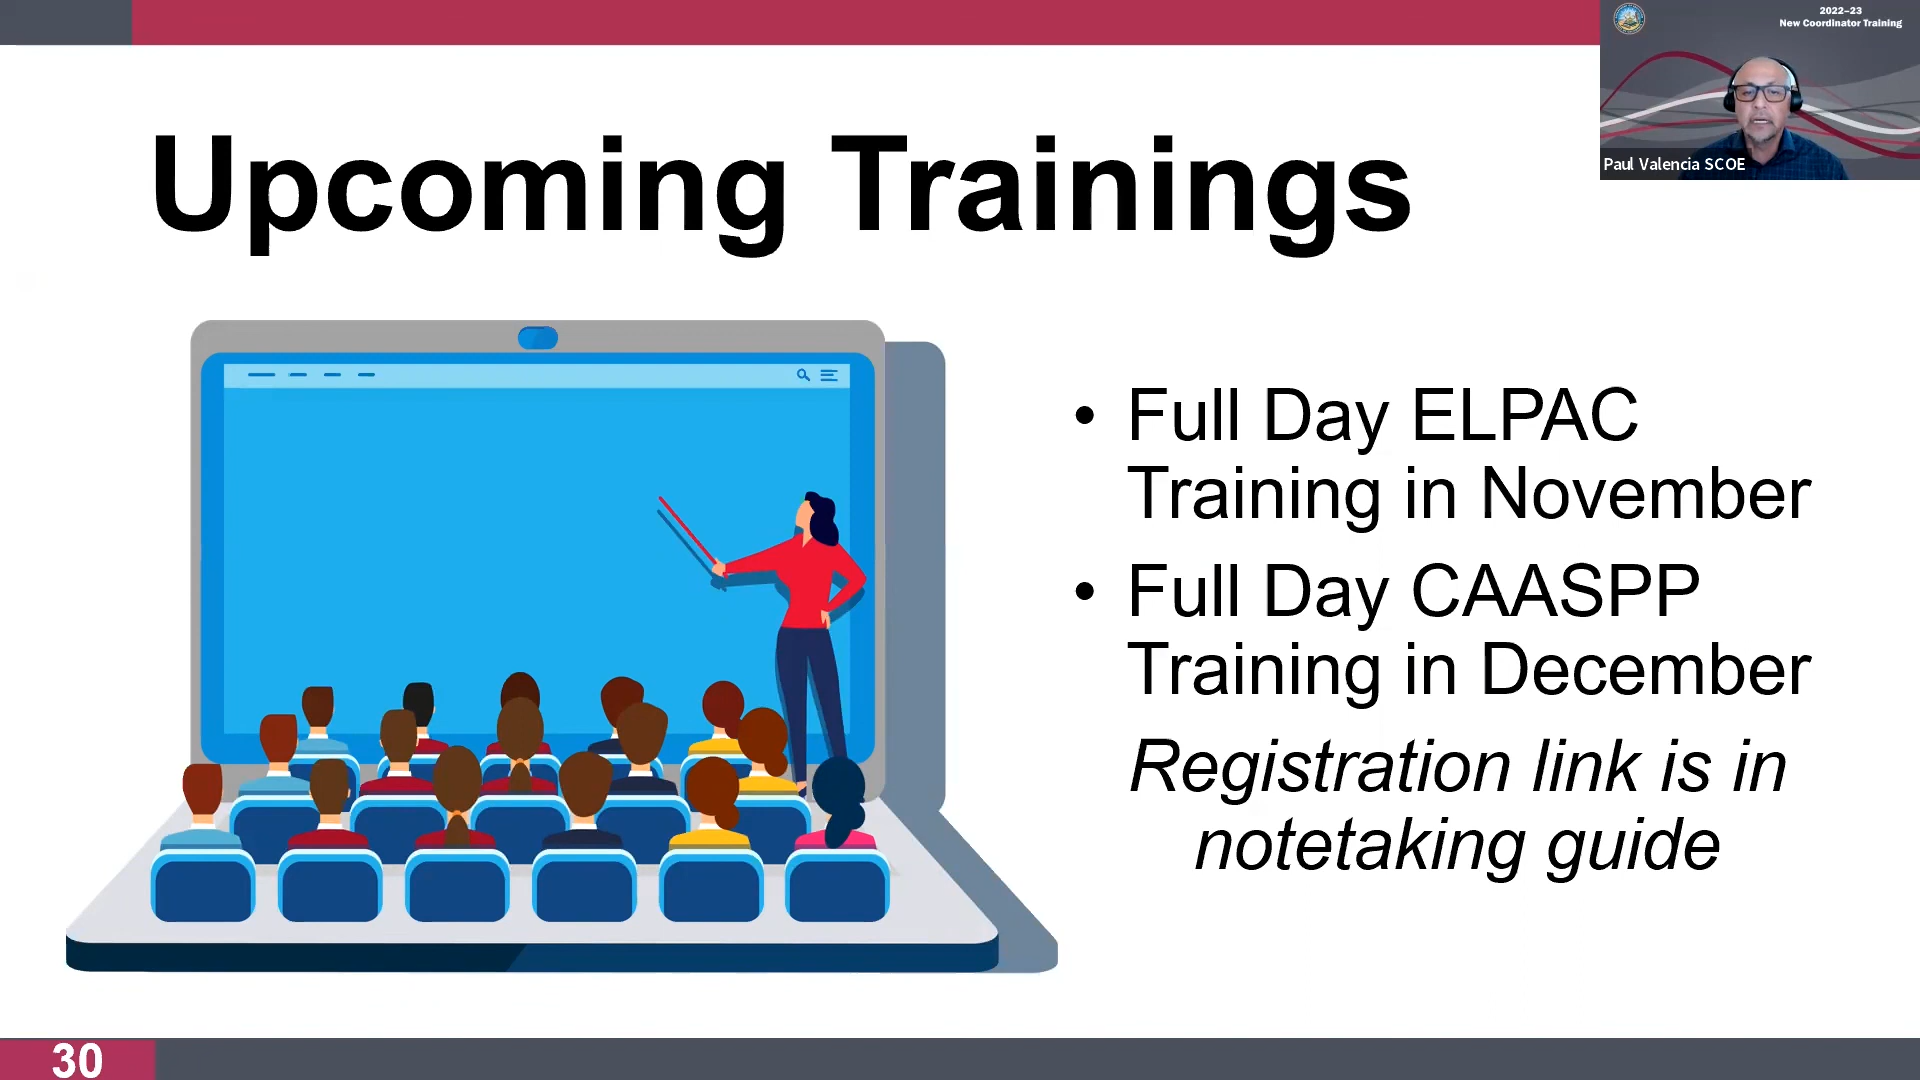 2022–23
New Coordinator Training
Paul Valencia SCOE
Upcoming Trainings
• Full Day ELPAC
Training in November
• Full Day CAASPP
Training in December
Registration link is in
notetaking guide
30